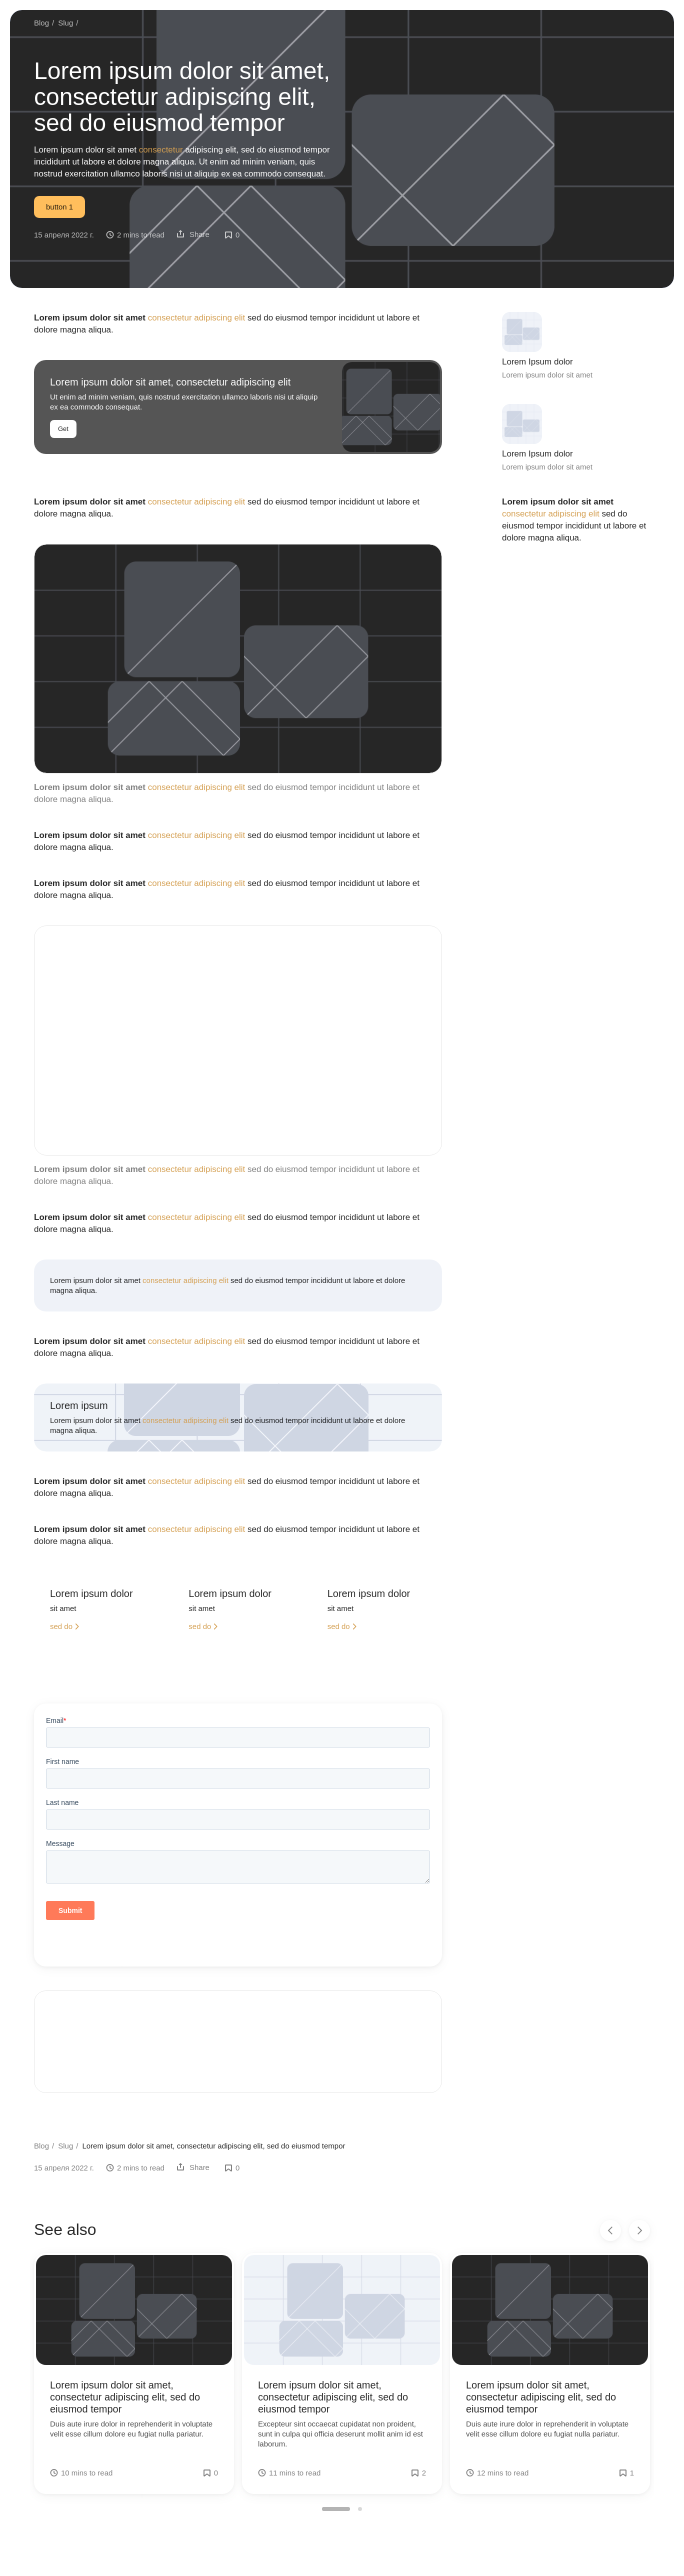 Blog / Slug /
Lorem ipsum dolor sit amet,
consectetur adipiscing elit,
sed do eiusmod tempor
Lorem ipsum dolor sit amet consectetur adipiscing elit, sed do eiusmod tempor
incididunt ut labore et dolore magna aliqua. Ut enim ad minim veniam, quis
nostrud exercitation ullamco laboris nisi ut aliquip ex ea commodo consequat.
button 1
15 апреля 2022 г. 2 mins to read Share 0
Lorem ipsum dolor sit amet consectetur adipiscing elit sed do eiusmod tempor incididunt ut labore et
dolore magna aliqua.
Lorem ipsum dolor sit amet, consectetur adipiscing elit
Ut enim ad minim veniam, quis nostrud exercitation ullamco laboris nisi ut aliquip
ex ea commodo consequat.
Get
Lorem ipsum dolor sit amet consectetur adipiscing elit sed do eiusmod tempor incididunt ut labore et
dolore magna aliqua.
Lorem ipsum dolor sit amet consectetur adipiscing elit sed do eiusmod tempor incididunt ut labore et
dolore magna aliqua.
Lorem ipsum dolor sit amet consectetur adipiscing elit sed do eiusmod tempor incididunt ut labore et
dolore magna aliqua.
Lorem ipsum dolor sit amet consectetur adipiscing elit sed do eiusmod tempor incididunt ut labore et
dolore magna aliqua.
Lorem ipsum dolor sit amet consectetur adipiscing elit sed do eiusmod tempor incididunt ut labore et
dolore magna aliqua.
Lorem ipsum dolor sit amet consectetur adipiscing elit sed do eiusmod tempor incididunt ut labore et
dolore magna aliqua.
Lorem ipsum dolor sit amet consectetur adipiscing elit sed do eiusmod tempor incididunt ut labore et dolore
magna aliqua.
Lorem ipsum dolor sit amet consectetur adipiscing elit sed do eiusmod tempor incididunt ut labore et
dolore magna aliqua.
Lorem ipsum
Lorem ipsum dolor sit amet consectetur adipiscing elit sed do eiusmod tempor incididunt ut labore et dolore
magna aliqua.
Lorem ipsum dolor sit amet consectetur adipiscing elit sed do eiusmod tempor incididunt ut labore et
dolore magna aliqua.
Lorem ipsum dolor sit amet consectetur adipiscing elit sed do eiusmod tempor incididunt ut labore et
dolore magna aliqua.
Lorem ipsum dolor
sit amet
sed do
Lorem ipsum dolor
sit amet
sed do
Lorem ipsum dolor
sit amet
sed do
Email*
First name
Last name
Message
Submit
Lorem Ipsum dolor
Lorem ipsum dolor sit amet
Lorem Ipsum dolor
Lorem ipsum dolor sit amet
Lorem ipsum dolor sit amet
consectetur adipiscing elit sed do
eiusmod tempor incididunt ut labore et
dolore magna aliqua.
Blog / Slug / Lorem ipsum dolor sit amet, consectetur adipiscing elit, sed do eiusmod tempor
15 апреля 2022 г. 2 mins to read Share 0
See also
Lorem ipsum dolor sit amet,
consectetur adipiscing elit, sed do
eiusmod tempor
Duis aute irure dolor in reprehenderit in voluptate
velit esse cillum dolore eu fugiat nulla pariatur.
10 mins to read 0
Lorem ipsum dolor sit amet,
consectetur adipiscing elit, sed do
eiusmod tempor
Excepteur sint occaecat cupidatat non proident,
sunt in culpa qui officia deserunt mollit anim id est
laborum.
11 mins to read 2
Lorem ipsum dolor sit amet,
consectetur adipiscing elit, sed do
eiusmod tempor
Duis aute irure dolor in reprehenderit in voluptate
velit esse cillum dolore eu fugiat nulla pariatur.
12 mins to read 1